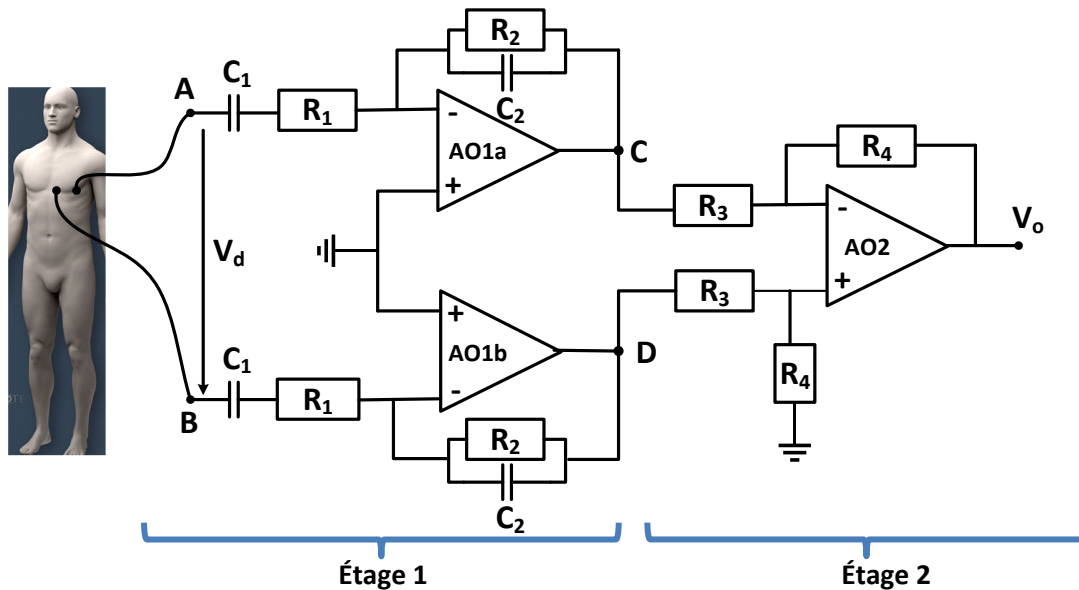 R₂
C₁
A
R₁
C₂
-
AO1a
+
C
R₄
R₃
-
Vₒ
AO2
V_d
+
R₃
+
AO1b
D
-
C₁
R₄
R₁
B
R₂
C₂
Étage 1
Étage 2